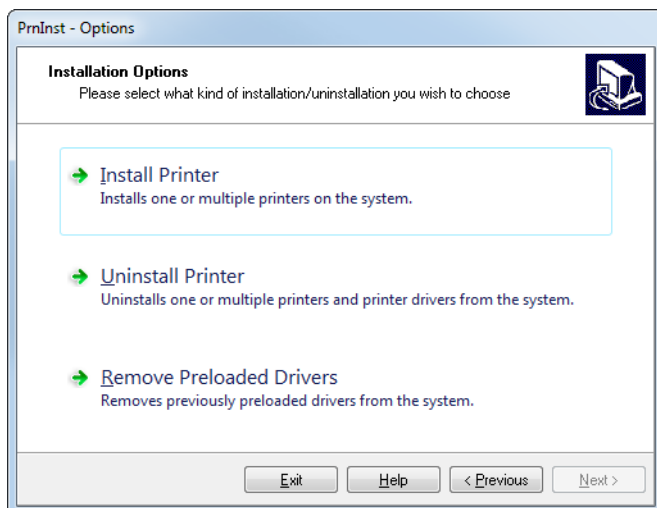 PrnInst - Options
Installation Options
Please select what kind of installation/uninstallation you wish to choose
Install Printer
Installs one or multiple printers on the system.
Uninstall Printer
Uninstalls one or multiple printers and printer drivers from the system.
Remove Preloaded Drivers
Removes previously preloaded drivers from the system.
Exit Help < Previous Next >